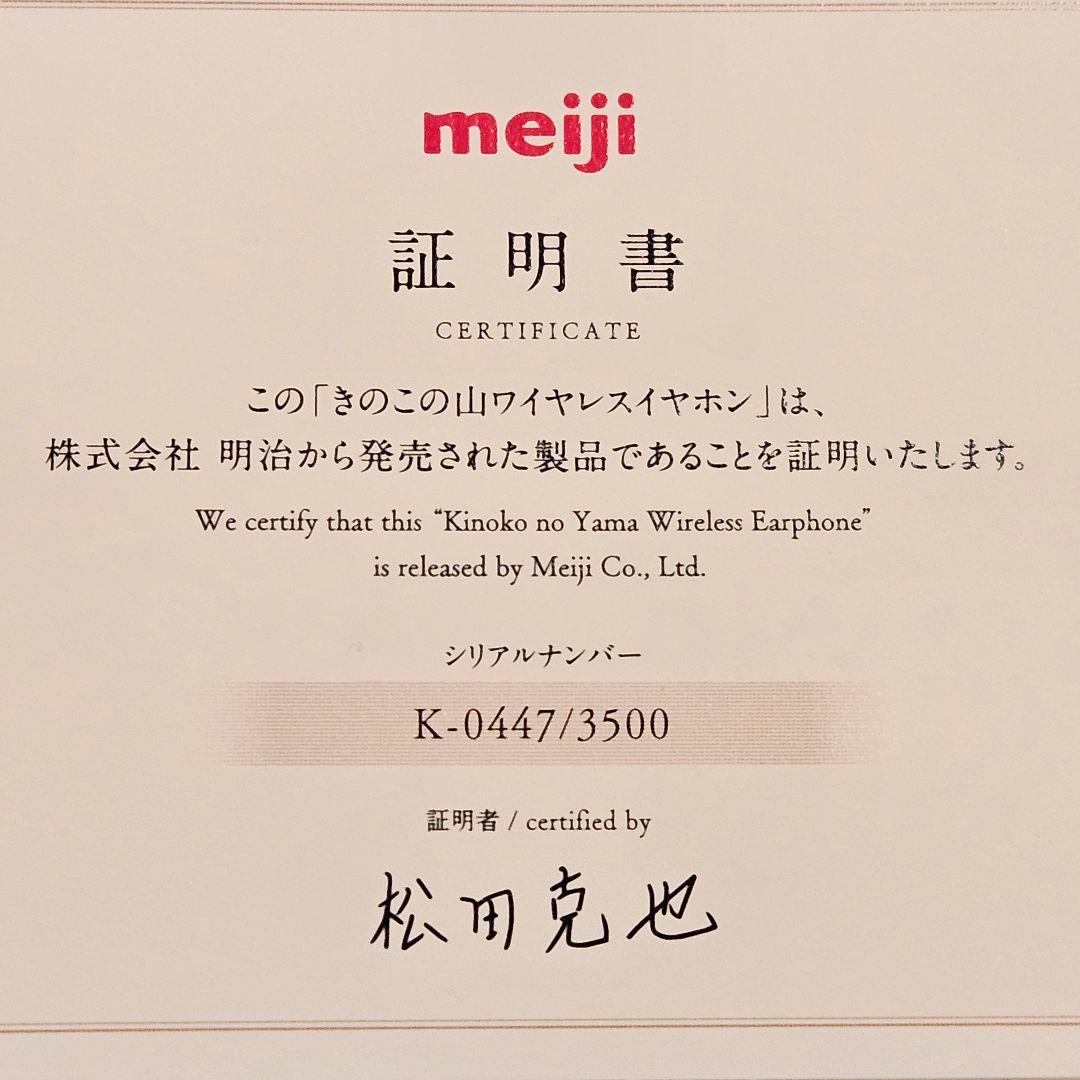 meiji
証明書
CERTIFICATE
この「きのこの山ワイヤレスイヤホン」は、
株式会社 明治から発売された製品であることを証明いたします。
We certify that this “Kinoko no Yama Wireless Earphone”
is released by Meiji Co., Ltd.
シリアルナンバー
K-0447/3500
証明者 / certified by
松田克也